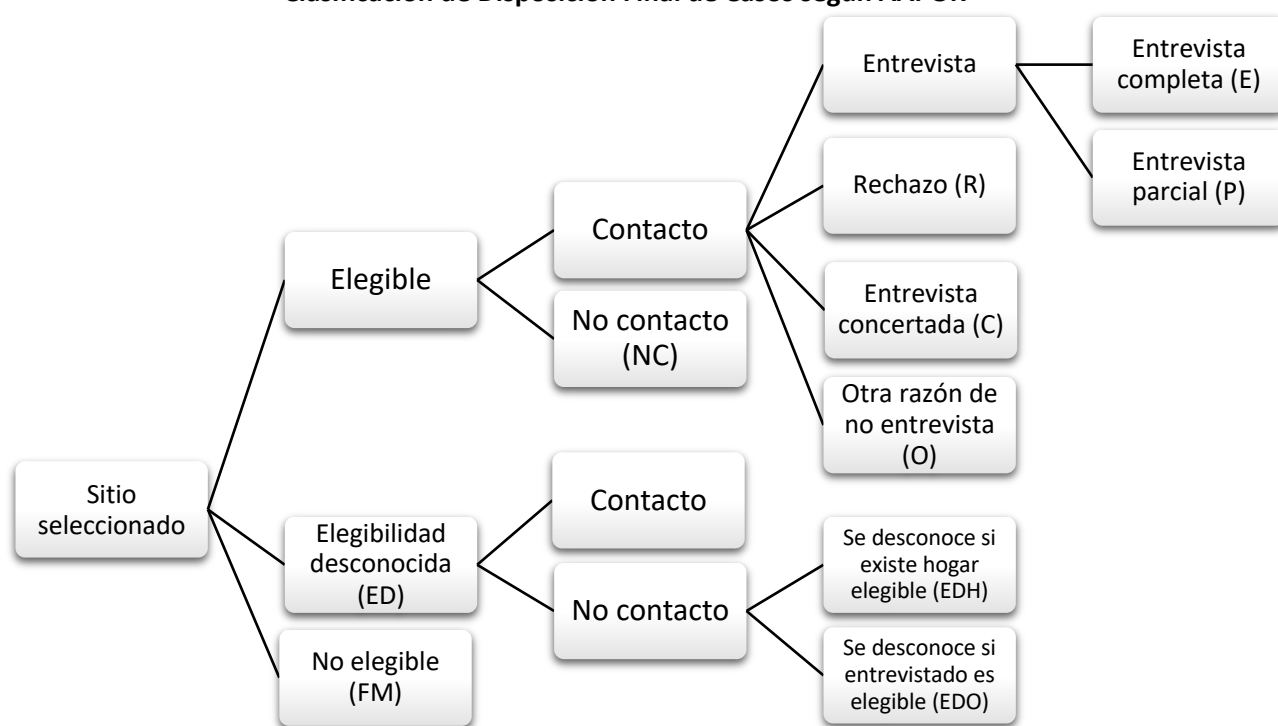 Sitio
seleccionado
Elegible
Elegibilidad
desconocida
(ED)
No elegible
(FM)
Contacto
No contacto
(NC)
Contacto
No contacto
Entrevista
Rechazo (R)
Entrevista
concertada (C)
Otra razón de
no entrevista
(O)
Se desconoce si
existe hogar
elegible (EDH)
Se desconoce si
entrevistado es
elegible (EDO)
Entrevista
completa (E)
Entrevista
parcial (P)